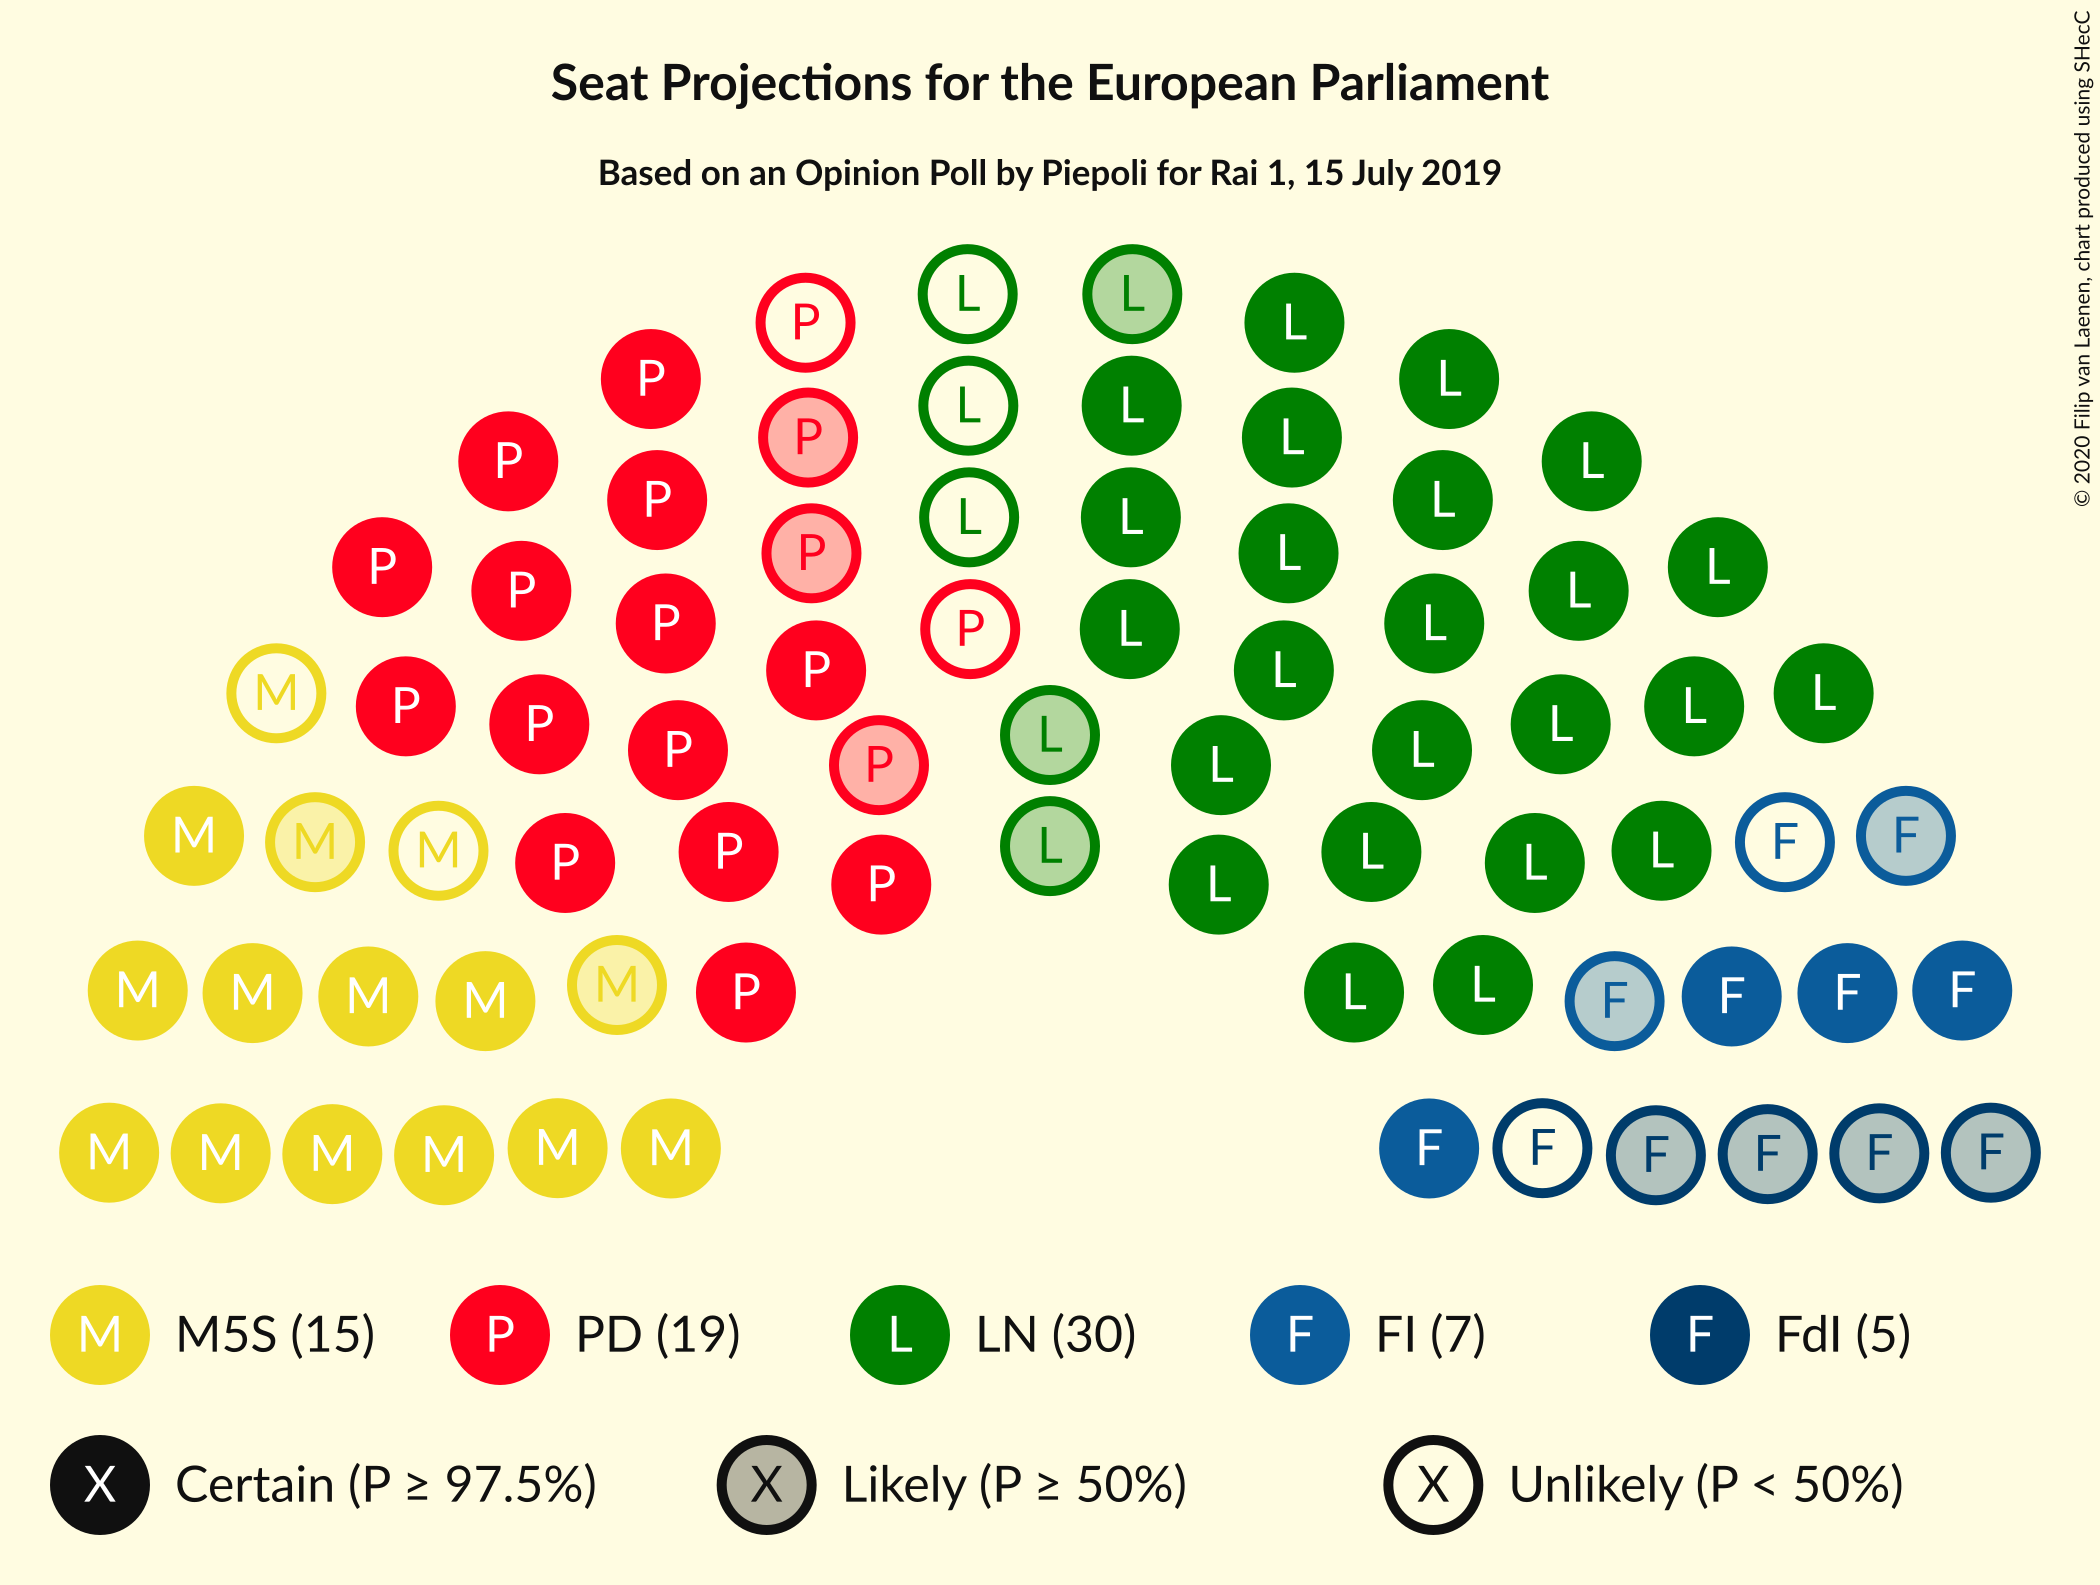 Seat Projections for the European Parliament
Based on an Opinion Poll by Piepoli for Rai 1, 15 July 2019
© 2020 Filip van Laenen, chart produced using SHecC
L L
P L L
P L
P L L L
P L
P L L
P L L
P L
P L
P L
P L
P P L L
P L
M L
P L
P L
P L
L
P L
M M F F
M P P L L L
L
P L
M M M M M P L L F F F F
M M M M M M F F F F F F
M M5S (15) P PD (19) L LN (30) F FI (7) F FdI (5)
X Certain (P ≥ 97.5%) X Likely (P ≥ 50%) X Unlikely (P < 50%)